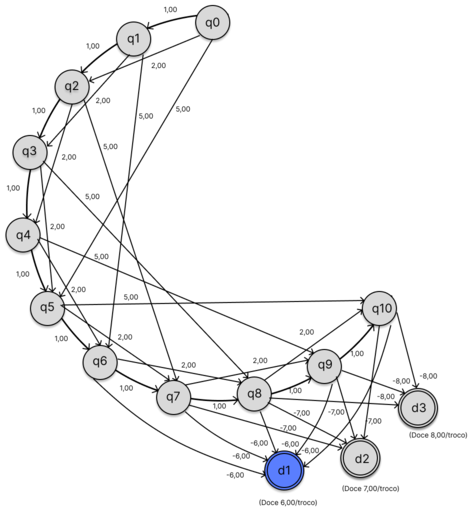 1,00
q0
q1
1,00
2,00
q2
1,00
2,00
5,00
5,00
q3
2,00
1,00
5,00
q4
2,00
5,00
1,00
2,00
5,00
q5
q10
1,00
2,00
2,00
2,00
1,00
q6
q9
-8,00
1,00
1,00
-8,00
q7
1,00
q8
-8,00
d3
-7,00
-7,00
-7,00
(Doce 8,00/troco)
-6,00
-6,00
-6,00
-6,00
-6,00
d1
d2
(Doce 7,00/troco)
(Doce 6,00/troco)